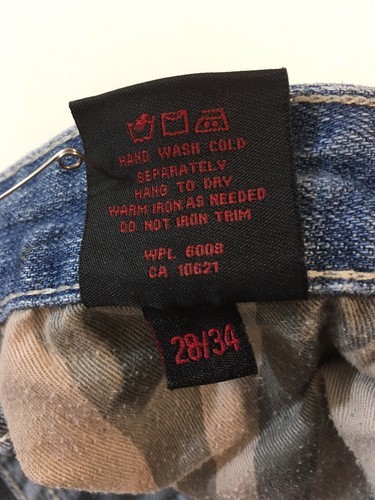 HAND WASH COLD
SEPARATELY
HANG TO DRY
WARM IRON AS NEEDED
DO NOT IRON TRIM
WPL 6008
CA 10621
28/34